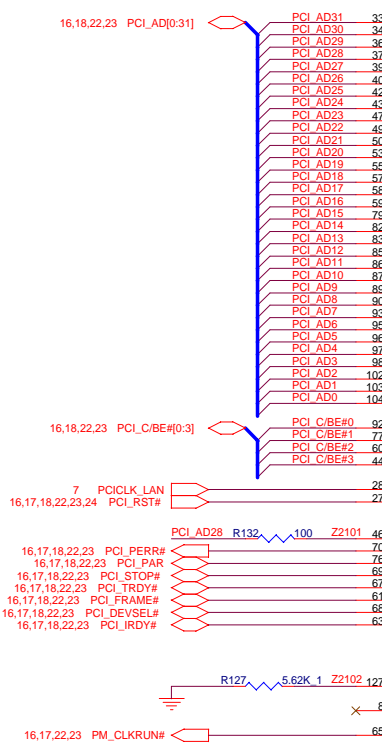 16,18,22,23 PCI_AD[0:31]
PCI_AD31 33
PCI_AD30 34
PCI_AD29 36
PCI_AD28 37
PCI_AD27 39
PCI_AD26 40
PCI_AD25 42
PCI_AD24 43
PCI_AD23 47
PCI_AD22 49
PCI_AD21 50
PCI_AD20 53
PCI_AD19 55
PCI_AD18 57
PCI_AD17 58
PCI_AD16 59
PCI_AD15 79
PCI_AD14 82
PCI_AD13 83
PCI_AD12 85
PCI_AD11 86
PCI_AD10 87
PCI_AD9 89
PCI_AD8 90
PCI_AD7 93
PCI_AD6 95
PCI_AD5 96
PCI_AD4 97
PCI_AD3 98
PCI_AD2 102
PCI_AD1 103
PCI_AD0 104
16,18,22,23 PCI_C/BE#[0:3]
PCI_C/BE#0 92
PCI_C/BE#1 77
PCI_C/BE#2 60
PCI_C/BE#3 44
7 PCICLK_LAN 28
16,17,18,22,23,24 PCI_RST# 27
PCI_AD28 R132 100 Z2101 46
16,17,18,22,23 PCI_PERR# 70
16,17,18,22,23 PCI_PAR 76
16,17,18,22,23 PCI_STOP# 69
16,17,18,22,23 PCI_TRDY# 67
16,17,18,22,23 PCI_FRAME# 61
16,17,18,22,23 PCI_DEVSEL# 68
16,17,18,22,23 PCI_IRDY# 63
R127 5.62K_1 Z2102 127
8
16,17,22,23 PM_CLKRUN# 65